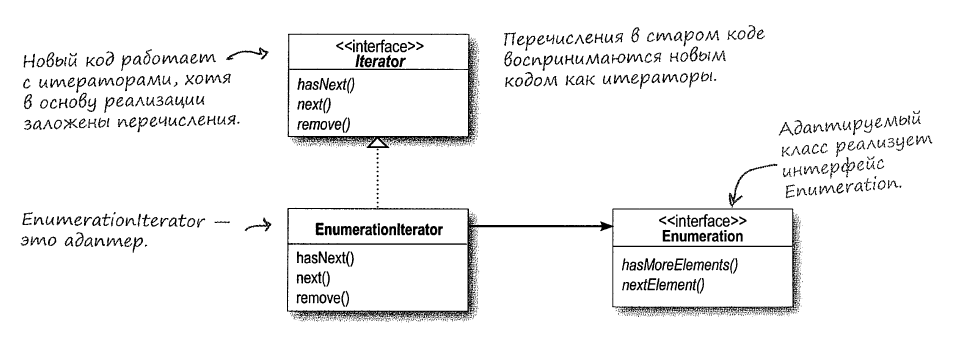 Новый код работает
с итераторами, хотя
в основу реализации
заложены перечисления.
<<interface>>
Iterator
hasNext()
next()
remove()
Перечисления в старом коде
воспринимаются новым
кодом как итераторы.
Адаптируемый
класс реализует
интерфейс
Enumeration.
EnumerationIterator —
это адаптер.
EnumerationIterator
hasNext()
next()
remove()
<<interface>>
Enumeration
hasMoreElements()
nextElement()